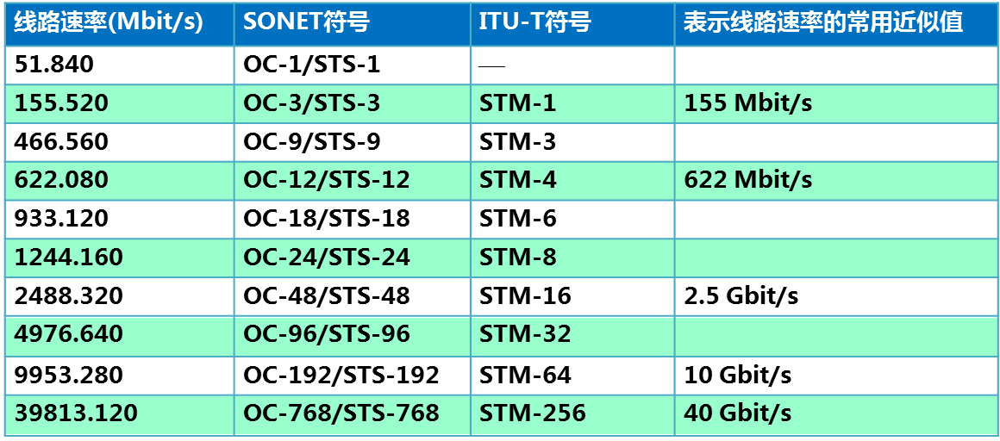 线路速率(Mbit/s) SONET符号 ITU-T符号 表示线路速率的常用近似值
51.840 OC-1/STS-1 —
155.520 OC-3/STS-3 STM-1 155 Mbit/s
466.560 OC-9/STS-9 STM-3
622.080 OC-12/STS-12 STM-4 622 Mbit/s
933.120 OC-18/STS-18 STM-6
1244.160 OC-24/STS-24 STM-8
2488.320 OC-48/STS-48 STM-16 2.5 Gbit/s
4976.640 OC-96/STS-96 STM-32
9953.280 OC-192/STS-192 STM-64 10 Gbit/s
39813.120 OC-768/STS-768 STM-256 40 Gbit/s